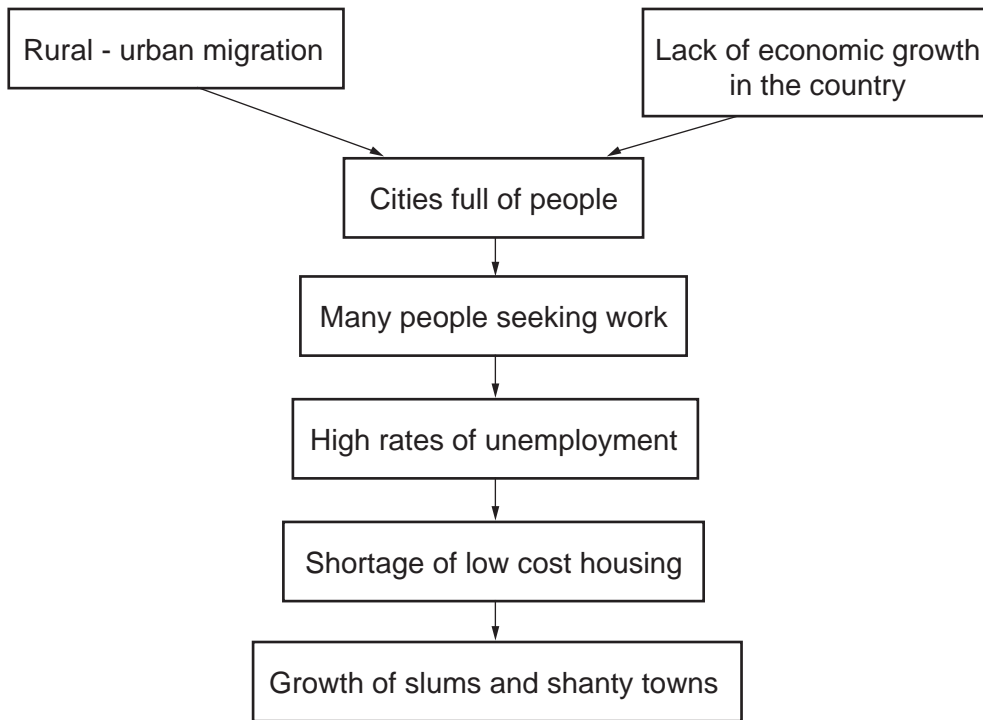 Rural - urban migration
Lack of economic growth
in the country
Cities full of people
Many people seeking work
High rates of unemployment
Shortage of low cost housing
Growth of slums and shanty towns